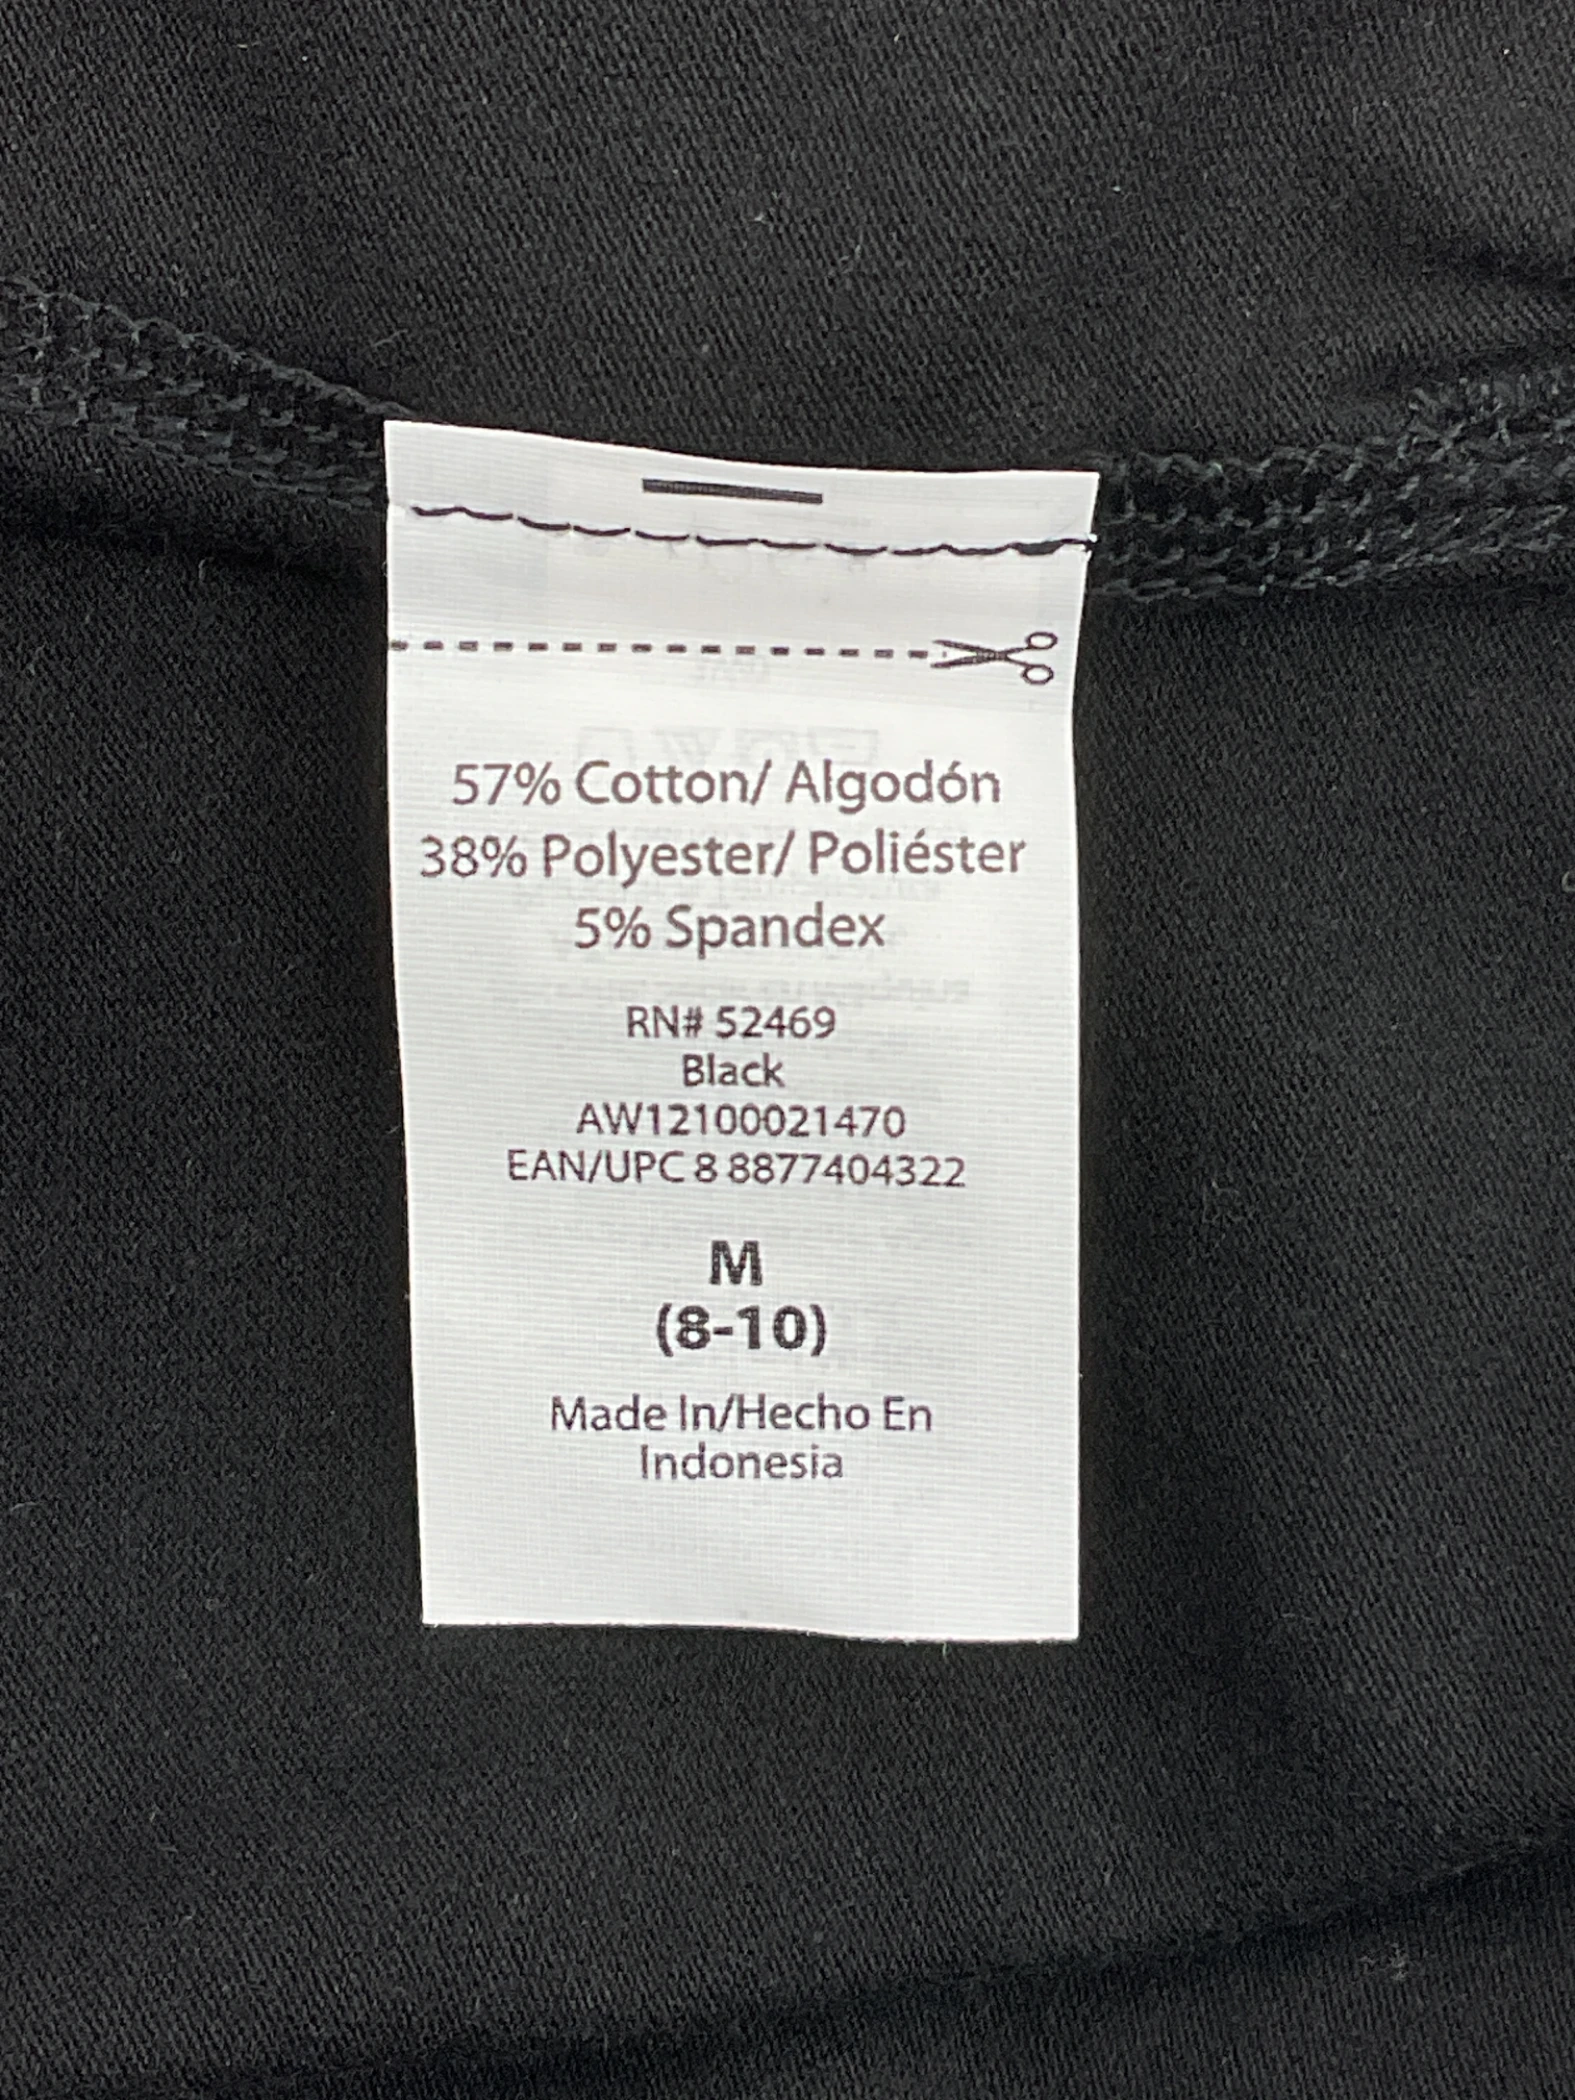 57% Cotton/ Algodón
38% Polyester/ Poliéster
5% Spandex
RN# 52469
Black
AW12100021470
EAN/UPC 8 8877404322
M
(8-10)
Made In/Hecho En
Indonesia